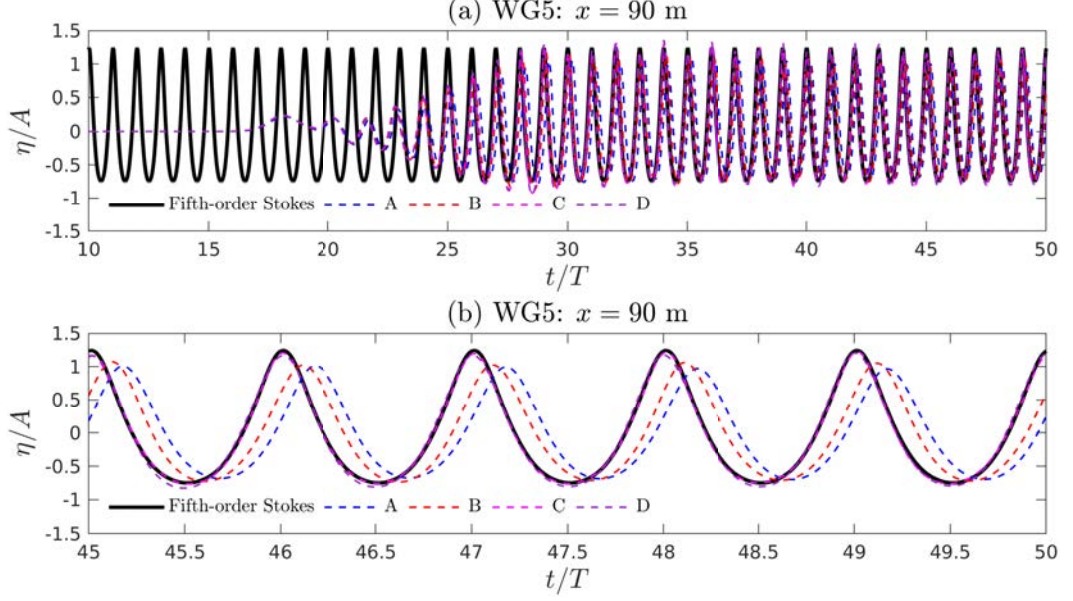 (a) WG5: x = 90 m
1.5
1
0.5
0
-0.5
-1
-1.5
η/A
Fifth-order Stokes A B C D
10 15 20 25 30 35 40 45 50
t/T
(b) WG5: x = 90 m
1.5
1
0.5
0
-0.5
-1
-1.5
η/A
Fifth-order Stokes A B C D
45 45.5 46 46.5 47 47.5 48 48.5 49 49.5 50
t/T